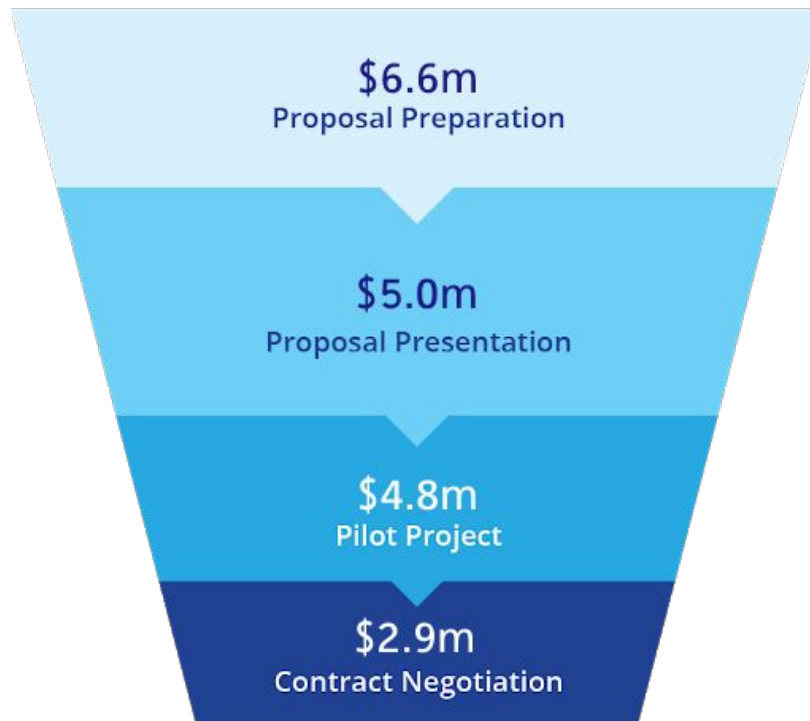 $6.6m
Proposal Preparation
$5.0m
Proposal Presentation
$4.8m
Pilot Project
$2.9m
Contract Negotiation